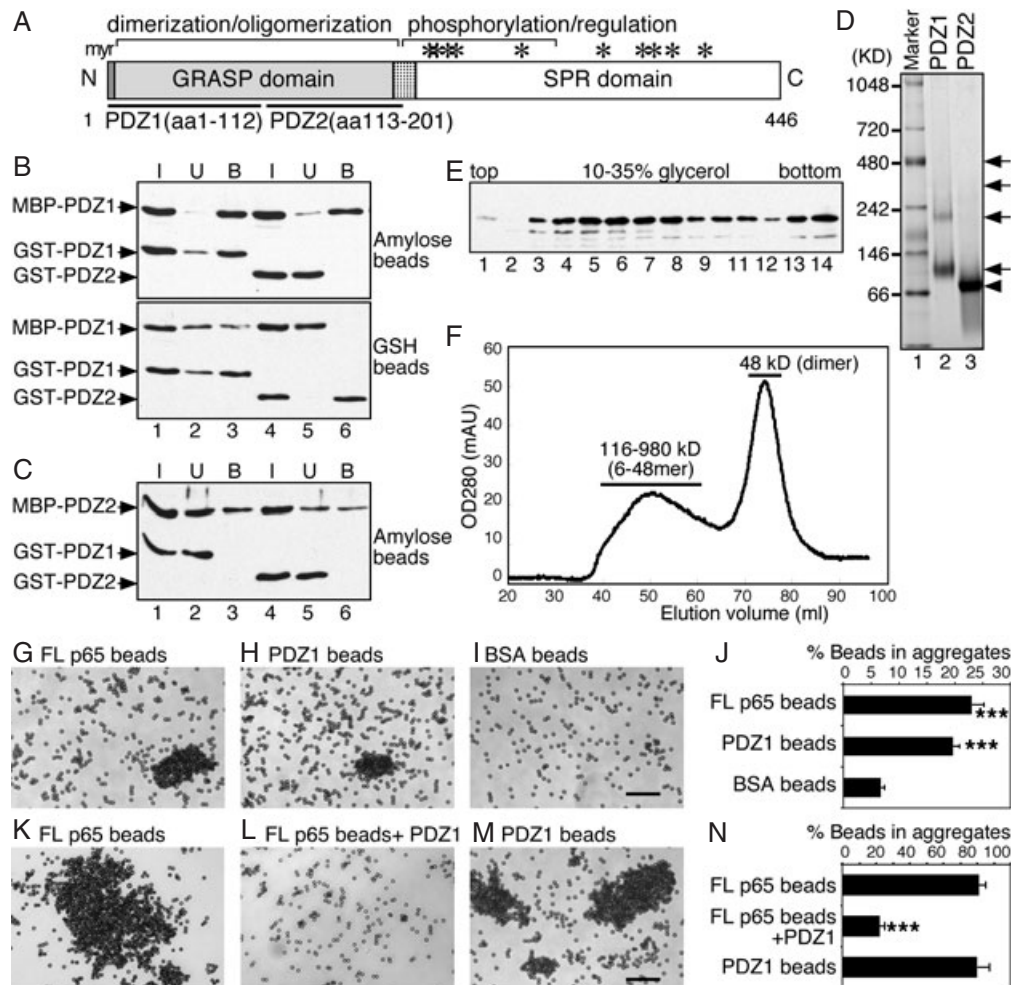 A
dimerization/oligomerization
phosphorylation/regulation
myr
* * * * * * * * *
N
GRASP domain
SPR domain
C
1
PDZ1(aa1-112)
PDZ2(aa113-201)
446
B
I U B I U B
MBP-PDZ1
GST-PDZ1
GST-PDZ2
Amylose
beads
MBP-PDZ1
GST-PDZ1
GST-PDZ2
GSH
beads
1 2 3 4 5 6
C
I U B I U B
MBP-PDZ2
GST-PDZ1
GST-PDZ2
Amylose
beads
1 2 3 4 5 6
D
(KD)
Marker
PDZ1
PDZ2
1048
720
480
242
146
66
1 2 3
E
top
10-35% glycerol
bottom
1 2 3 4 5 6 7 8 9 11 12 13 14
F
OD280 (mAU)
60
50
40
30
20
10
0
48 kD (dimer)
116-980 kD
(6-48mer)
20 30 40 50 60 70 80 90 100
Elution volume (ml)
G FL p65 beads
H PDZ1 beads
I BSA beads
J
% Beads in aggregates
0 5 10 15 20 25 30
FL p65 beads
***
PDZ1 beads
***
BSA beads
K FL p65 beads
L FL p65 beads+ PDZ1
M PDZ1 beads
N
% Beads in aggregates
0 20 40 60 80 100
FL p65 beads
FL p65 beads
+PDZ1
***
PDZ1 beads